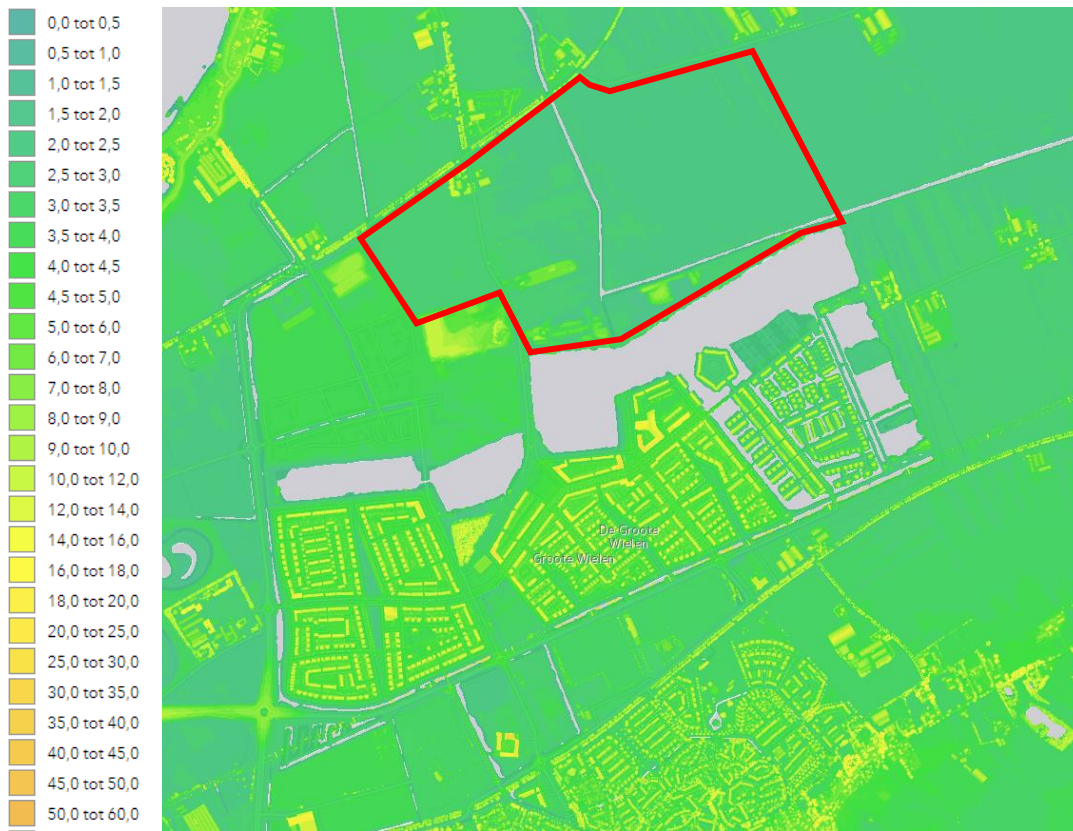 0,0 tot 0,5
0,5 tot 1,0
1,0 tot 1,5
1,5 tot 2,0
2,0 tot 2,5
2,5 tot 3,0
3,0 tot 3,5
3,5 tot 4,0
4,0 tot 4,5
4,5 tot 5,0
5,0 tot 6,0
6,0 tot 7,0
7,0 tot 8,0
8,0 tot 9,0
9,0 tot 10,0
10,0 tot 12,0
12,0 tot 14,0
14,0 tot 16,0
16,0 tot 18,0
18,0 tot 20,0
20,0 tot 25,0
25,0 tot 30,0
30,0 tot 35,0
35,0 tot 40,0
40,0 tot 45,0
45,0 tot 50,0
50,0 tot 60,0
De Groote
Wielen
Groote Wielen